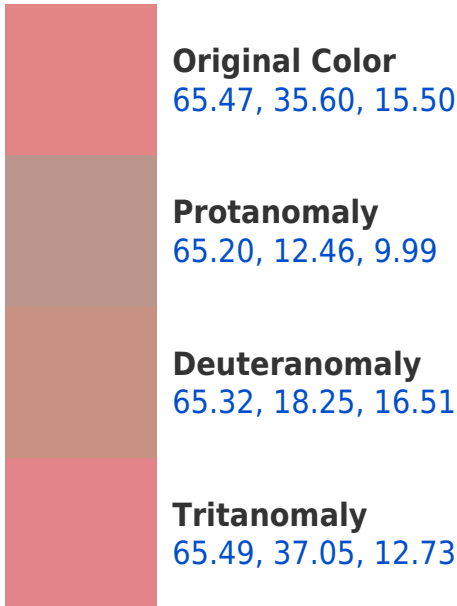 Original Color
65.47, 35.60, 15.50
Protanomaly
65.20, 12.46, 9.99
Deuteranomaly
65.32, 18.25, 16.51
Tritanomaly
65.49, 37.05, 12.73